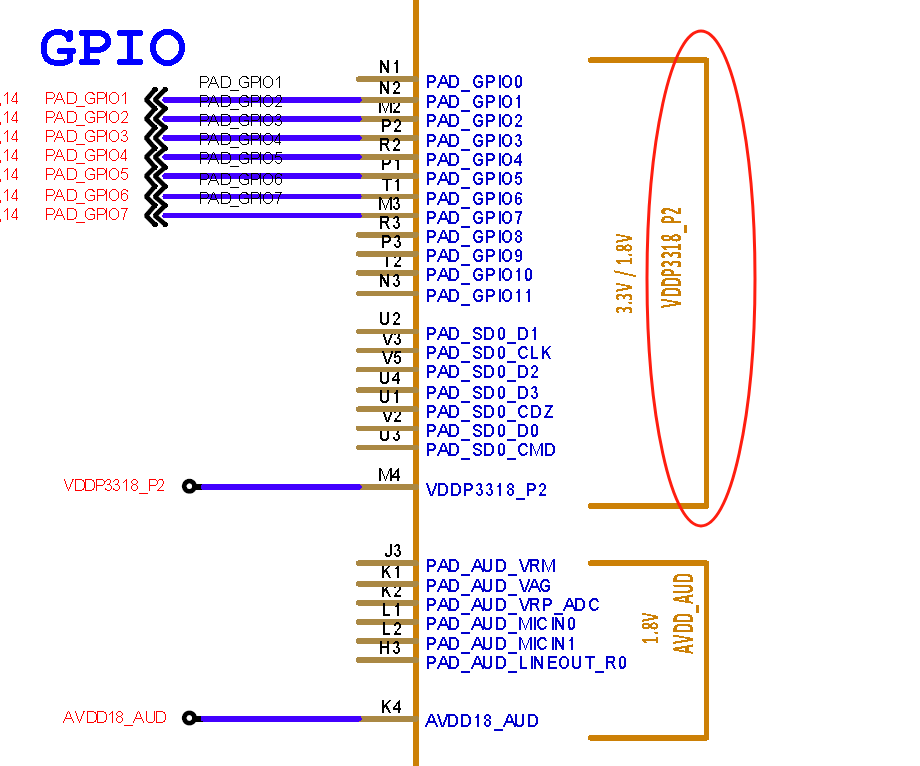 GPIO
,14 PAD_GPIO1
,14 PAD_GPIO2
,14 PAD_GPIO3
,14 PAD_GPIO4
,14 PAD_GPIO5
,14 PAD_GPIO6
,14 PAD_GPIO7
PAD_GPIO1
PAD_GPIO2
PAD_GPIO3
PAD_GPIO4
PAD_GPIO5
PAD_GPIO6
PAD_GPIO7
N1 PAD_GPIO0
N2 PAD_GPIO1
M2 PAD_GPIO2
P2 PAD_GPIO3
R2 PAD_GPIO4
P1 PAD_GPIO5
T1 PAD_GPIO6
M3 PAD_GPIO7
R3 PAD_GPIO8
P3 PAD_GPIO9
T2 PAD_GPIO10
N3 PAD_GPIO11
U2 PAD_SD0_D1
V3 PAD_SD0_CLK
V5 PAD_SD0_D2
U4 PAD_SD0_D3
U1 PAD_SD0_CDZ
V2 PAD_SD0_D0
U3 PAD_SD0_CMD
VDDP3318_P2 M4 VDDP3318_P2
3.3V / 1.8V
VDDP3318_P2
J3 PAD_AUD_VRM
K1 PAD_AUD_VAG
K2 PAD_AUD_VRP_ADC
L1 PAD_AUD_MICIN0
L2 PAD_AUD_MICIN1
H3 PAD_AUD_LINEOUT_R0
AVDD18_AUD K4 AVDD18_AUD
1.8V
AVDD_AUD